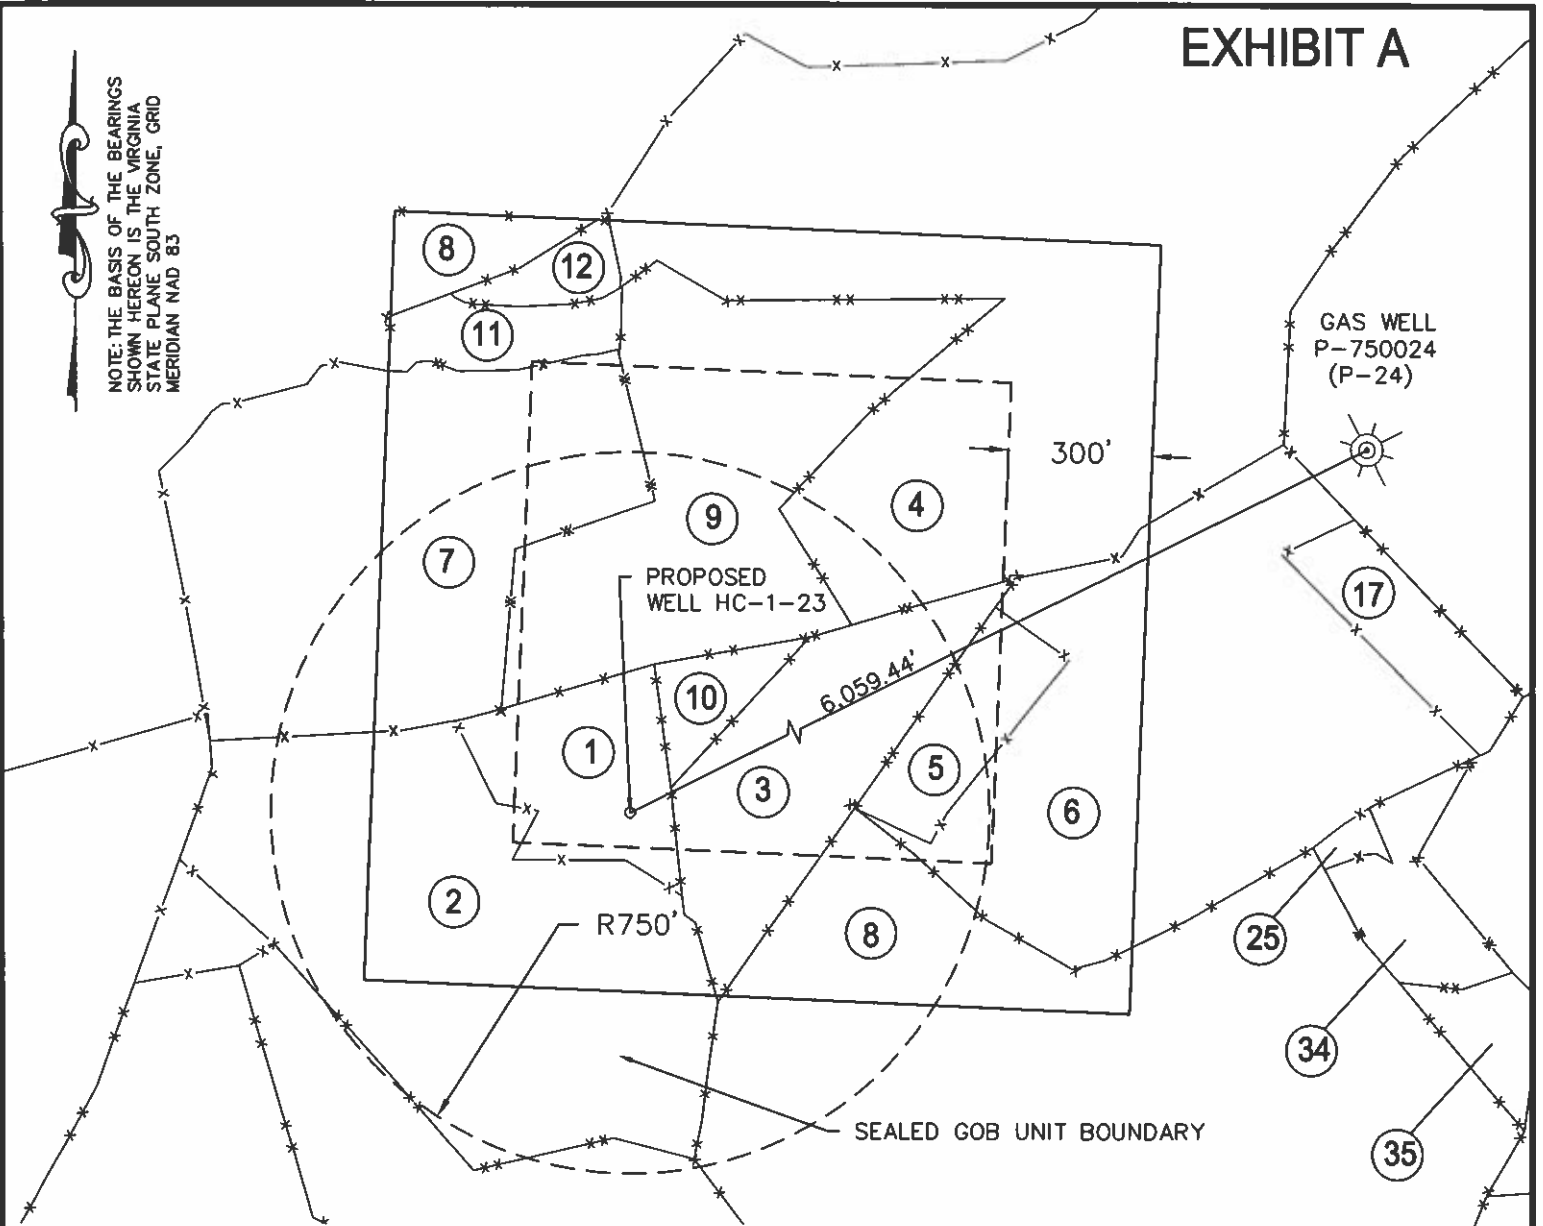 EXHIBIT A
NOTE: THE BASIS OF THE BEARINGS
SHOWN HEREON IS THE VIRGINIA
STATE PLANE SOUTH ZONE, GRID
MERIDIAN NAD 83
8
12
11
GAS WELL
P-750024
(P-24)
300'
4
9
7
PROPOSED
WELL HC-1-23
17
10
6,059.44'
1
3
5
6
2
R750'
8
25
34
SEALED GOB UNIT BOUNDARY
35